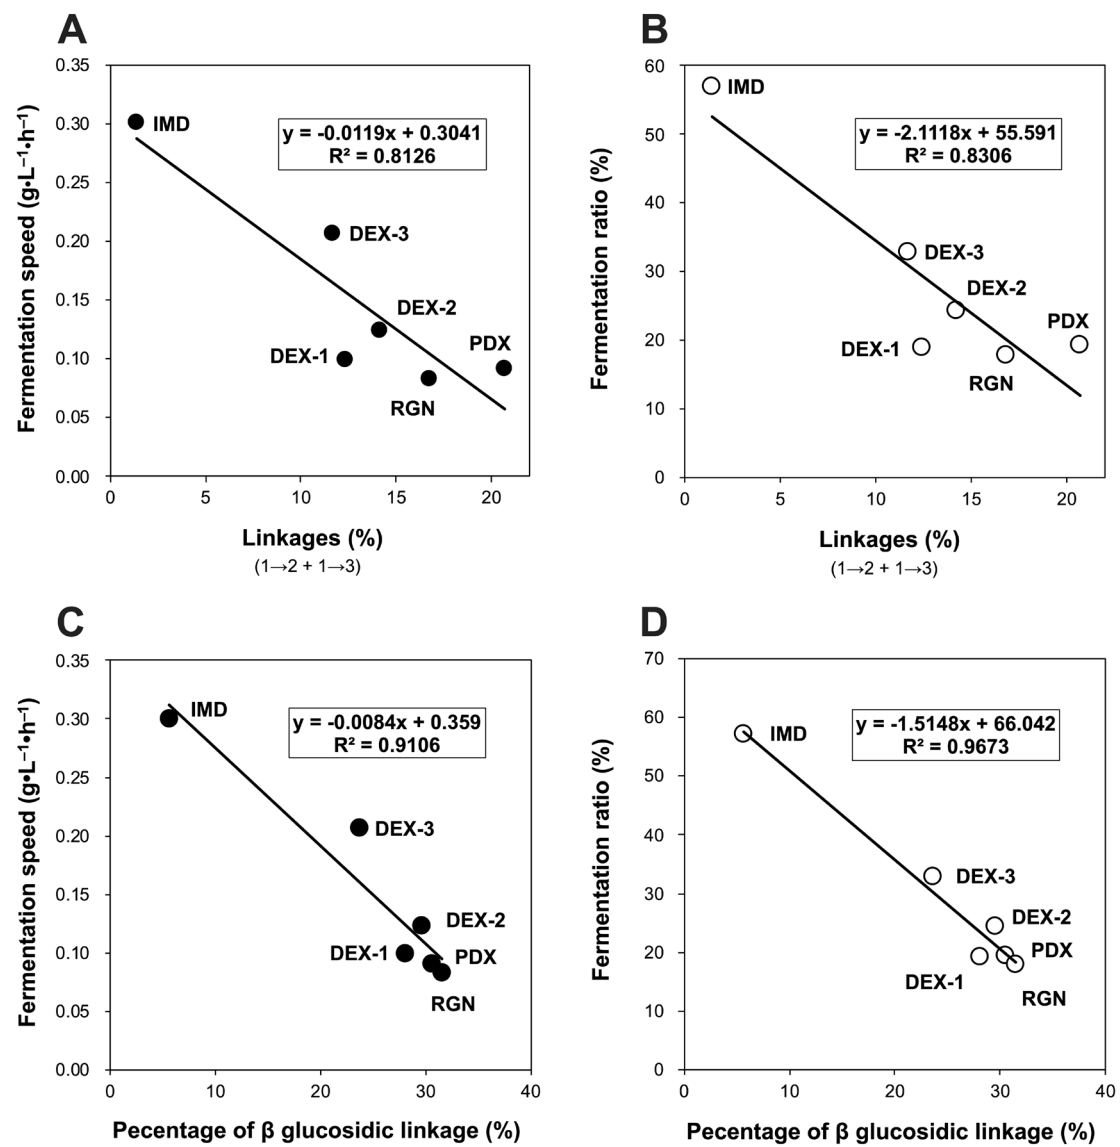 A
Fermentation speed (g•L⁻¹•h⁻¹)
0.35
0.30
0.25
0.20
0.15
0.10
0.05
0.00
IMD
y = -0.0119x + 0.3041
R² = 0.8126
DEX-3
DEX-2
DEX-1
PDX
RGN
0 5 10 15 20
Linkages (%)
(1→2 + 1→3)
B
Fermentation ratio (%)
60
50
40
30
20
10
0
IMD
y = -2.1118x + 55.591
R² = 0.8306
DEX-3
DEX-2
PDX
DEX-1
RGN
0 5 10 15 20
Linkages (%)
(1→2 + 1→3)
C
Fermentation speed (g•L⁻¹•h⁻¹)
0.35
0.30
0.25
0.20
0.15
0.10
0.05
0.00
IMD
y = -0.0084x + 0.359
R² = 0.9106
DEX-3
DEX-2
DEX-1
PDX
RGN
0 10 20 30 40
Pecentage of β glucosidic linkage (%)
D
Fermentation ratio (%)
70
60
50
40
30
20
10
0
IMD
y = -1.5148x + 66.042
R² = 0.9673
DEX-3
DEX-2
PDX
DEX-1
RGN
0 10 20 30 40
Pecentage of β glucosidic linkage (%)